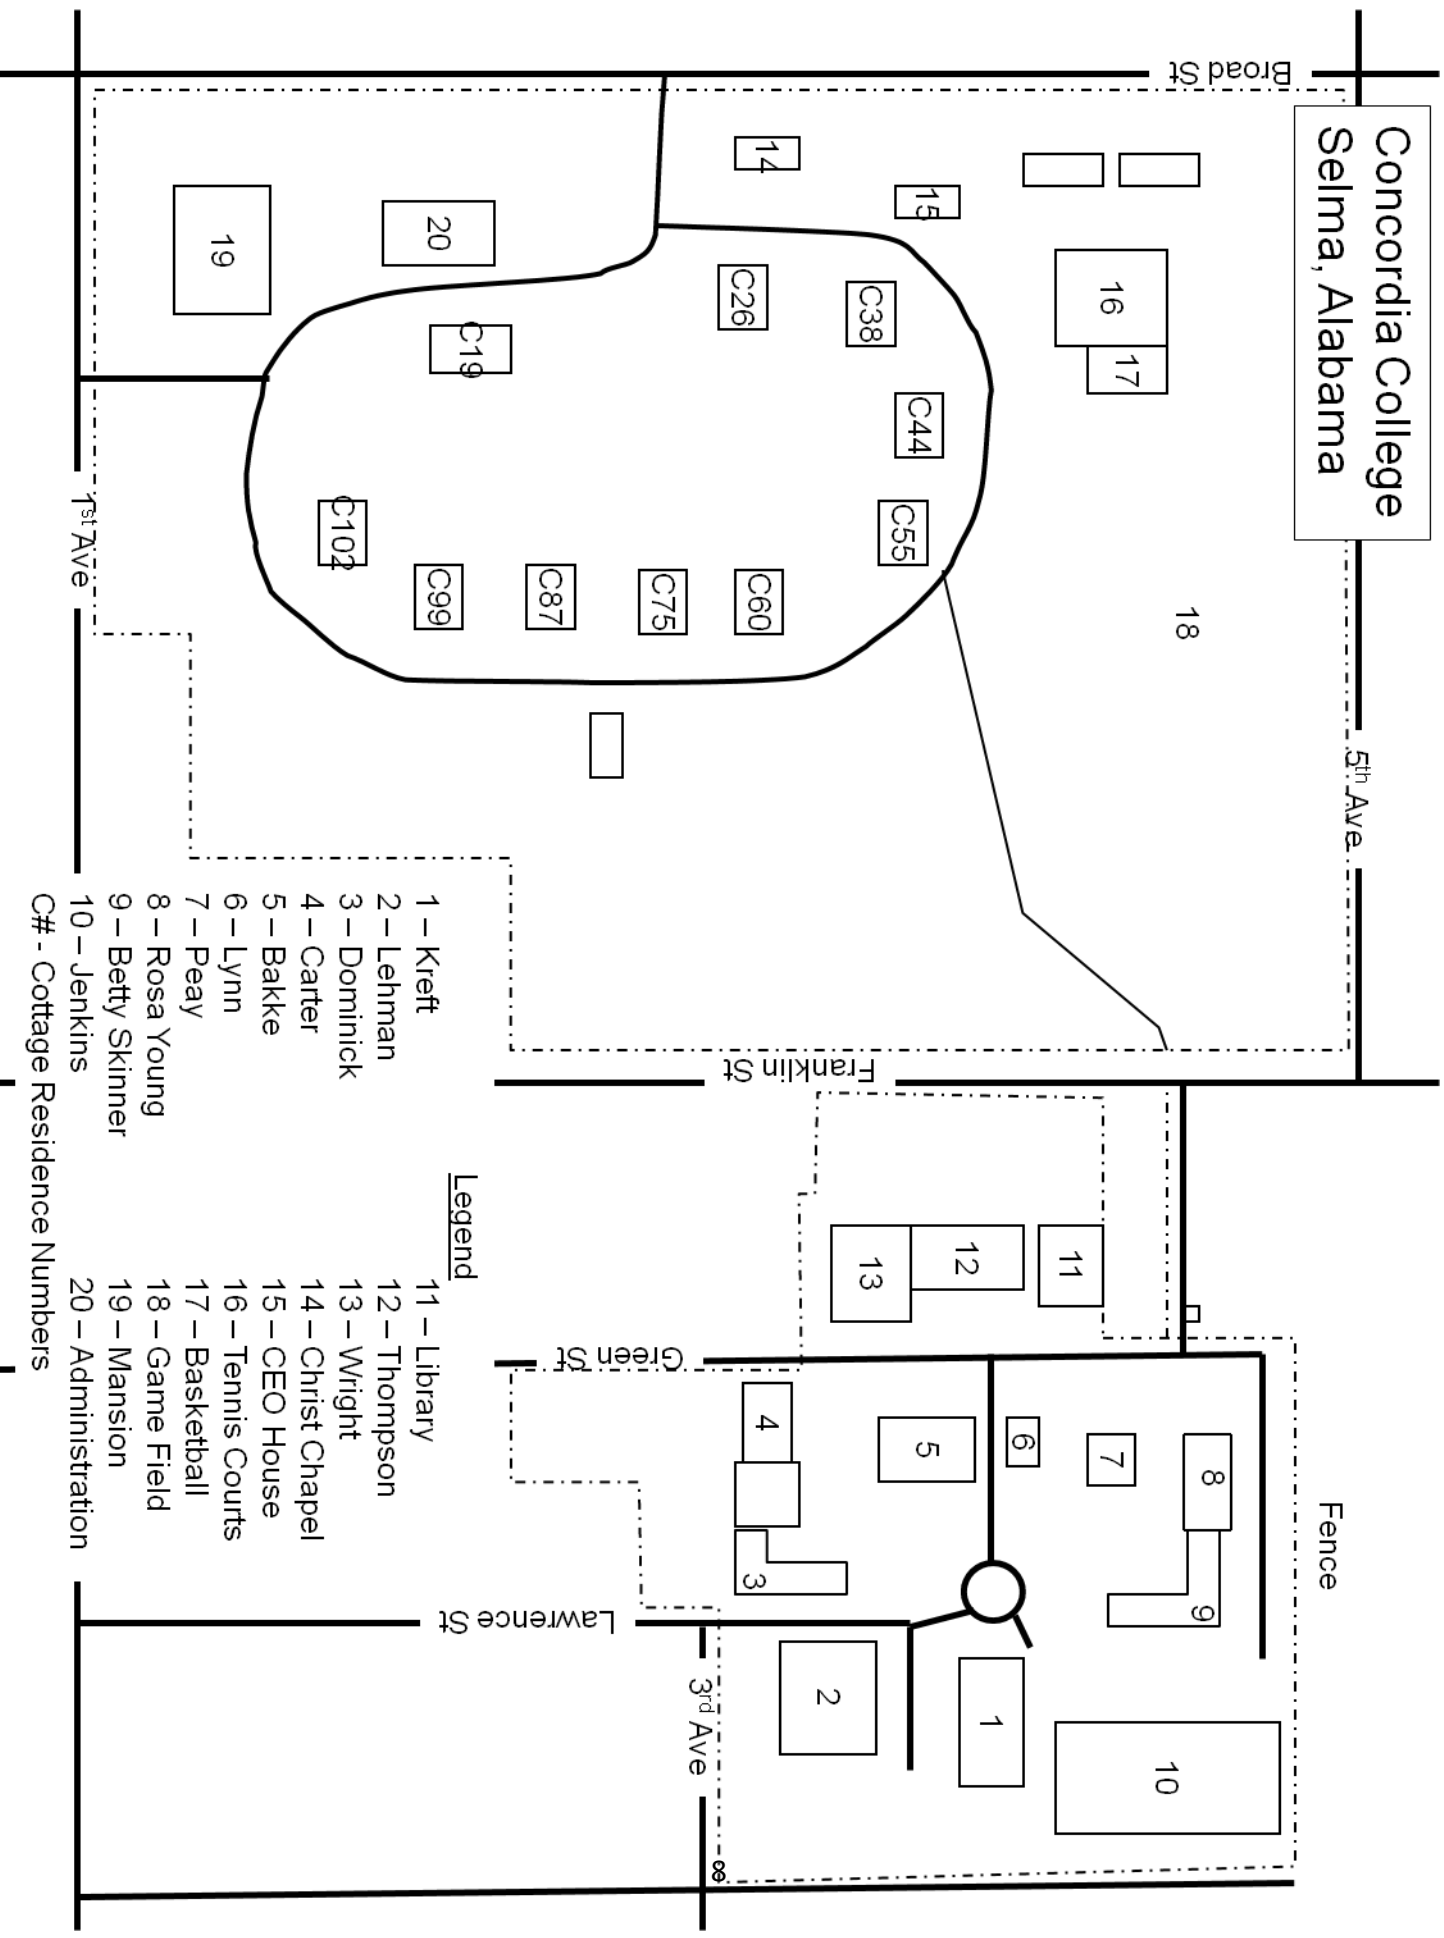 Concordia College
Selma, Alabama
Broad St
5th Ave
1st Ave
Franklin St
Green St
Lawrence St
3rd Ave
Fence
14
15
16
17
18
19
20
C19
C26
C38
C44
C55
C60
C75
C87
C99
C102
11
12
13
4
5
6
7
8
3
9
2
1
10
8
Legend
1 – Kreft
2 – Lehman
3 – Dominick
4 – Carter
5 – Bakke
6 – Lynn
7 – Peay
8 – Rosa Young
9 – Betty Skinner
10 – Jenkins
11 – Library
12 – Thompson
13 – Wright
14 – Christ Chapel
15 – CEO House
16 – Tennis Courts
17 – Basketball
18 – Game Field
19 – Mansion
20 – Administration
C# - Cottage Residence Numbers